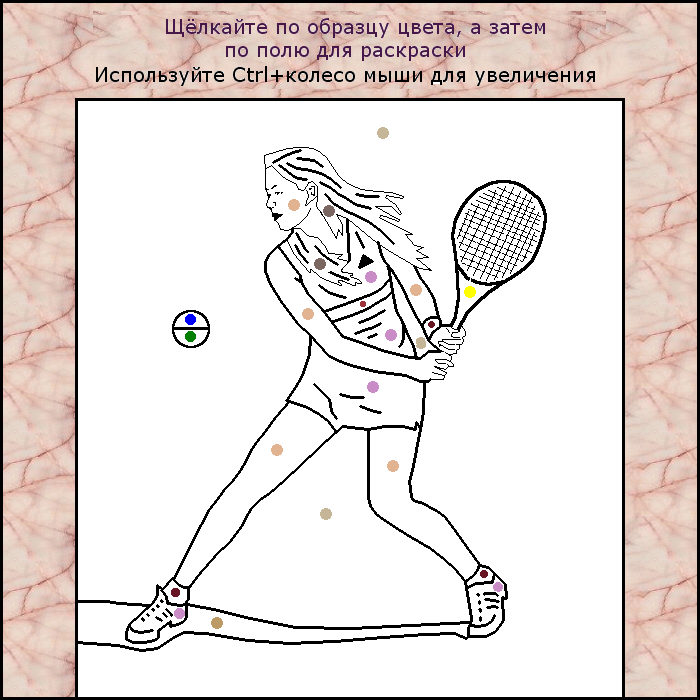 Щёлкайте по образцу цвета, а затем
по полю для раскраски
Используйте Ctrl+колесо мыши для увеличения